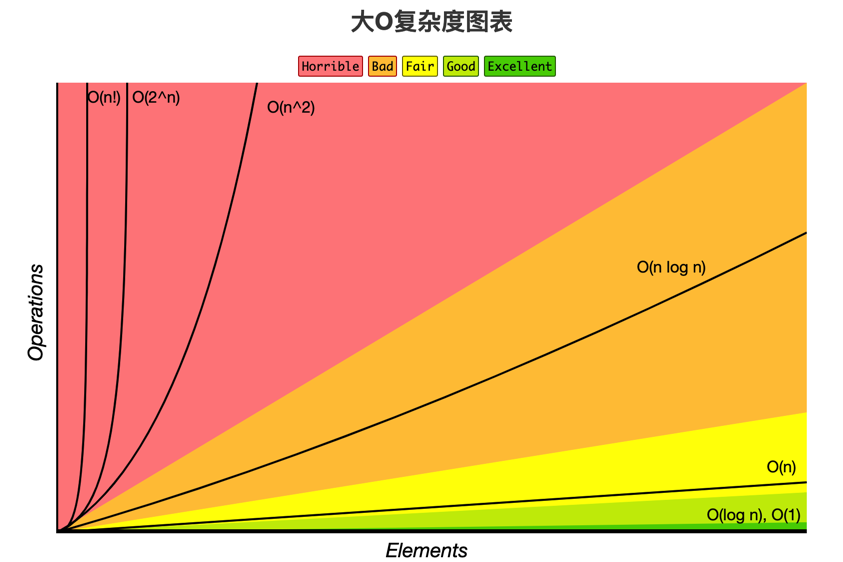 大O复杂度图表
Horrible Bad Fair Good Excellent
O(n!) O(2^n)
O(n^2)
O(n log n)
Operations
O(n)
O(log n), O(1)
Elements